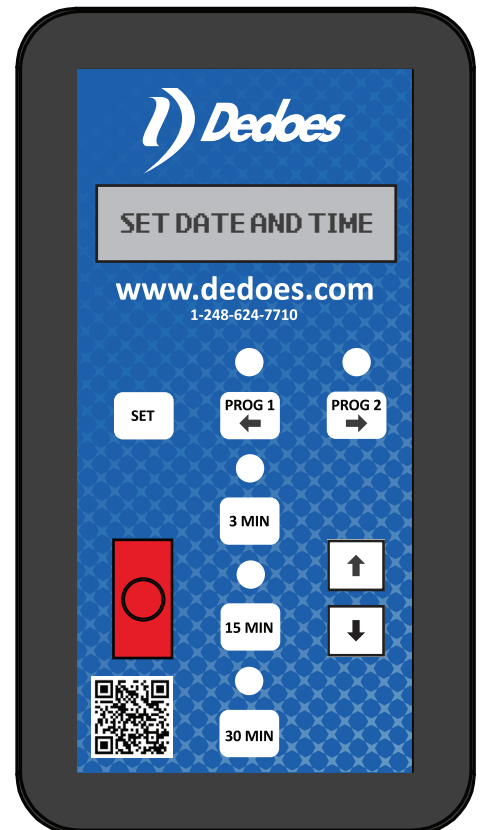 Dedoes
SET DATE AND TIME
www.dedoes.com
1-248-624-7710
SET
PROG 1
PROG 2
3 MIN
15 MIN
30 MIN